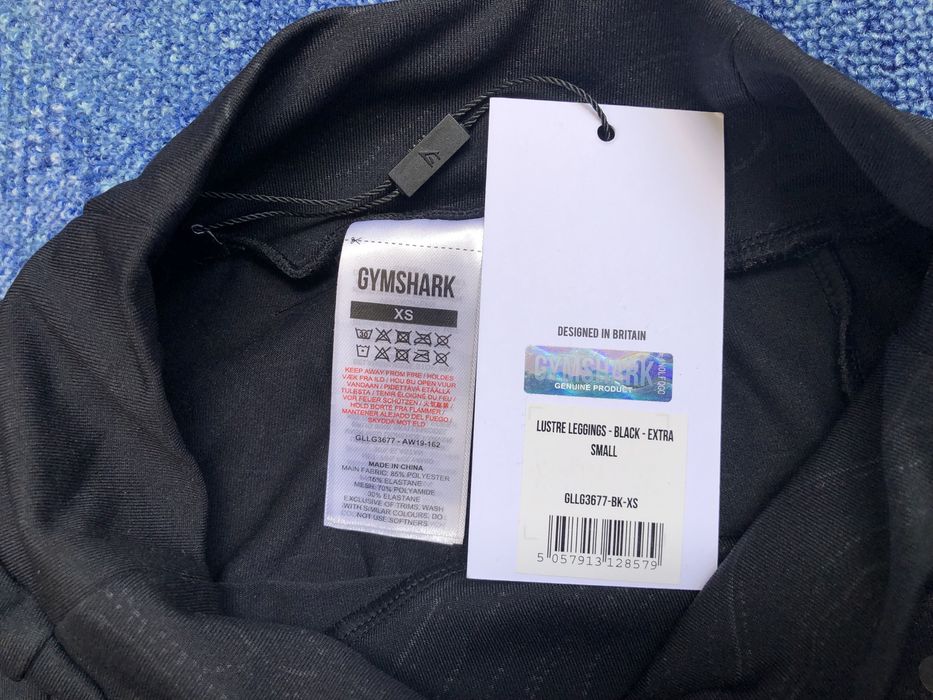 GYMSHARK
XS
30
KEEP AWAY FROM FIRE / HOLDES
VÆK FRA ILD / HOU BIJ OPEN VUUR
VANDAAN / PIDETTÄVÄ ETÄÄLLÄ
TULESTA / TENIR ÉLOIGNÉ DU FEU /
VOR FEUER SCHÜTZEN /
HOLD BORTE FRA FLAMMER /
MANTENER ALEJADO DEL FUEGO /
SKYDDA MOT ELD
GLLG3677 - AW19-162
MADE IN CHINA
MAIN FABRIC: 85% POLYESTER
15% ELASTANE
MESH: 70% POLYAMIDE
30% ELASTANE
EXCLUSIVE OF TRIMS. WASH
WITH SIMILAR COLOURS. DO
NOT USE SOFTNERS
DESIGNED IN BRITAIN
GYMSHARK
GENUINE PRODUCT
LUSTRE LEGGINGS - BLACK - EXTRA
SMALL
GLLG3677-BK-XS
5 057913 128579